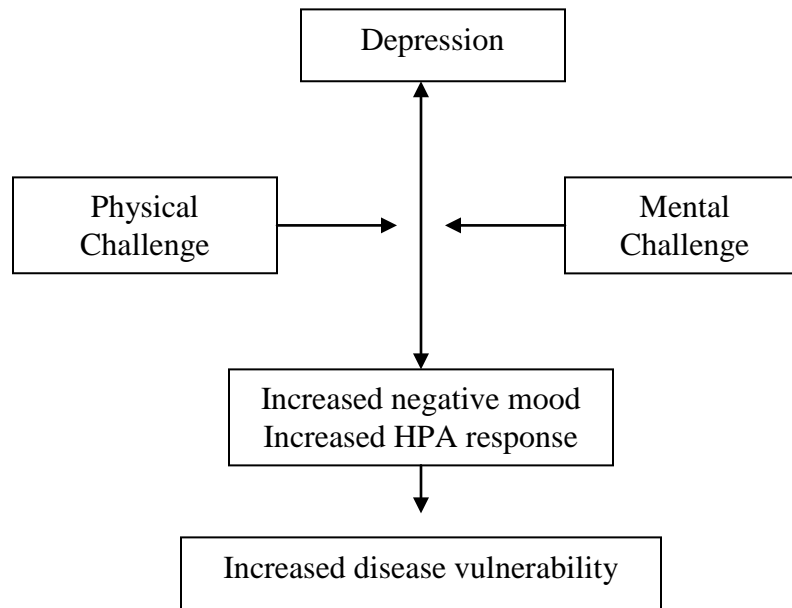 Depression
Physical
Challenge
Mental
Challenge
Increased negative mood
Increased HPA response
Increased disease vulnerability